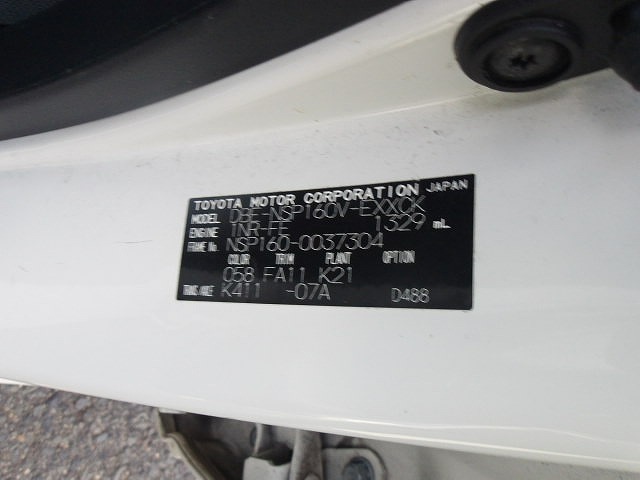 TOYOTA MOTOR CORPORATION JAPAN
MODEL DBE-NSP160V-EXXCK
ENGINE 1NR-FE 1329 mL
FRAME No. NSP160-0037304
COLOR TRIM PLANT OPTION
058 FA11 K21
TRANS AXLE K411 -07A D488